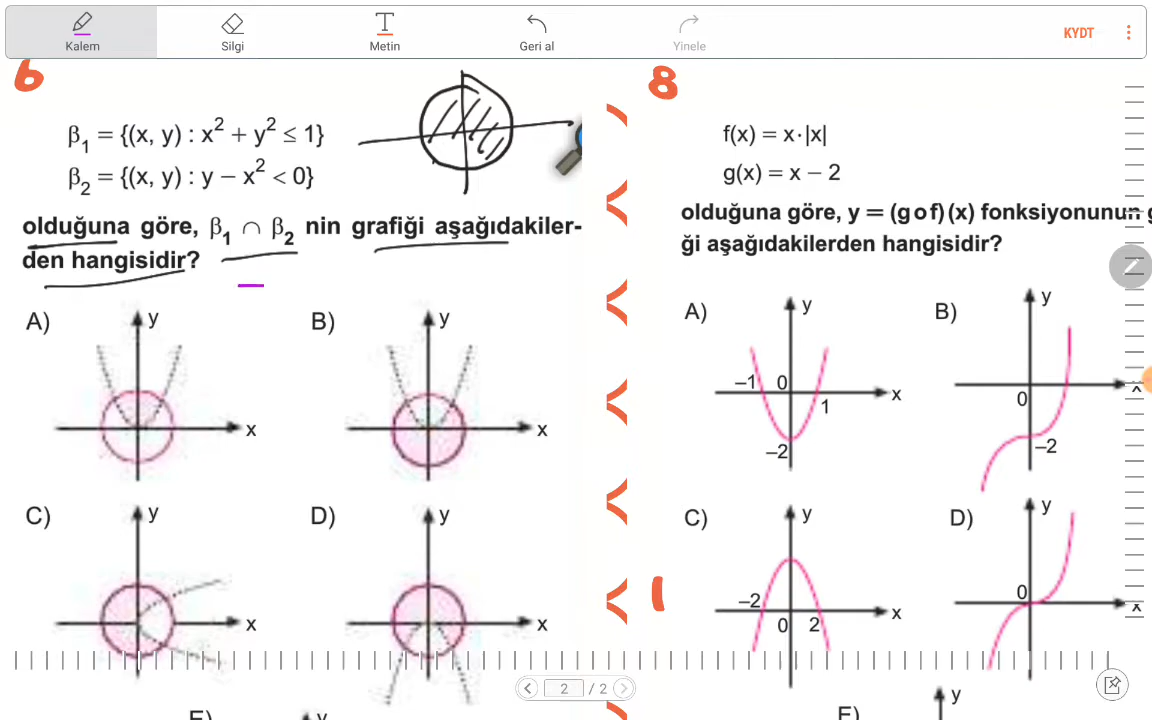 Kalem
Silgi
Metin
Geri al
Yinele
KYDT
6
β₁ = {(x, y) : x² + y² ≤ 1}
β₂ = {(x, y) : y − x² < 0}
olduğuna göre, β₁ ∩ β₂ nin grafiği aşağıdakiler-
den hangisidir?
A)
y
x
B)
y
x
C)
y
x
D)
y
x
E)
y
8
f(x) = x·|x|
g(x) = x − 2
olduğuna göre, y = (gof)(x) fonksiyonunun g
ği aşağıdakilerden hangisidir?
A)
y
−1
0
1
x
−2
B)
y
0
x
−2
C)
y
−2
0
2
x
D)
y
0
x
E)
y
1
2 / 2